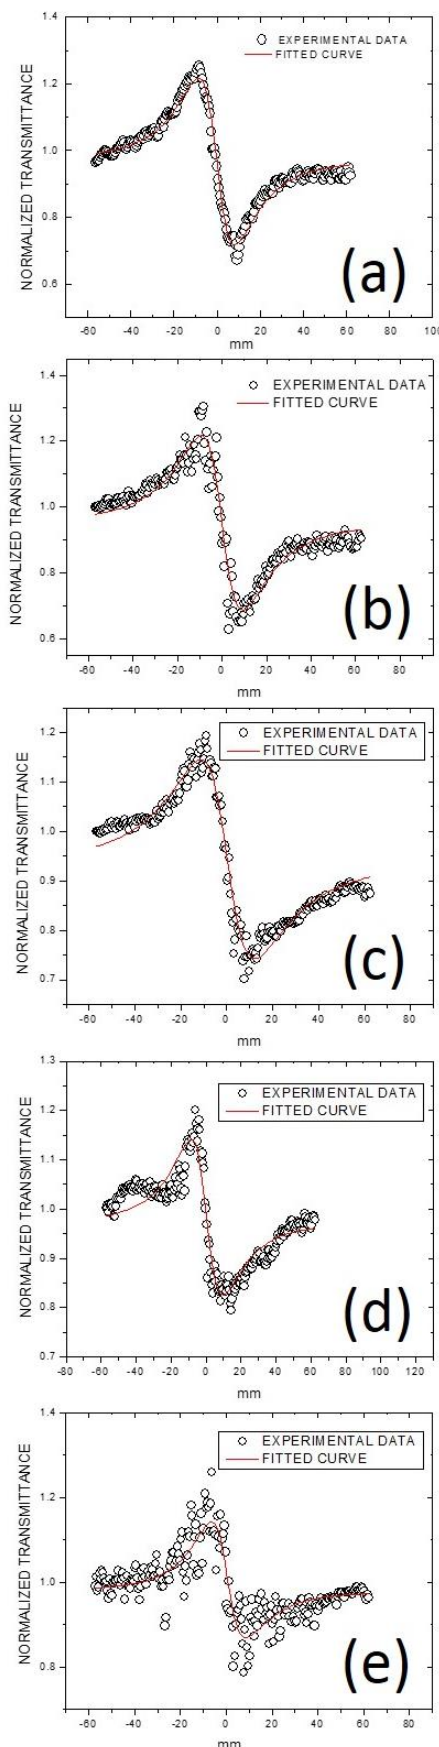 1.4
EXPERIMENTAL DATA
FITTED CURVE
1.2
1.0
0.8
0.6
NORMALIZED TRANSMITTANCE
(a)
-60 -40 -20 0 20 40 60 80 100
mm
1.4
EXPERIMENTAL DATA
FITTED CURVE
1.2
1.0
0.8
0.6
NORMALIZED TRANSMITTANCE
(b)
-60 -40 -20 0 20 40 60 80
mm
1.2
EXPERIMENTAL DATA
FITTED CURVE
1.1
1.0
0.9
0.8
0.7
NORMALIZED TRANSMITTANCE
(c)
-60 -40 -20 0 20 40 60 80
mm
1.3
EXPERIMENTAL DATA
FITTED CURVE
1.2
1.1
1.0
0.9
0.8
0.7
NORMALIZED TRANSMITTANCE
(d)
-80 -60 -40 -20 0 20 40 60 80 100
mm
1.4
EXPERIMENTAL DATA
FITTED CURVE
1.2
1.0
0.8
NORMALIZED TRANSMITTANCE
(e)
-60 -40 -20 0 20 40 60 80
mm